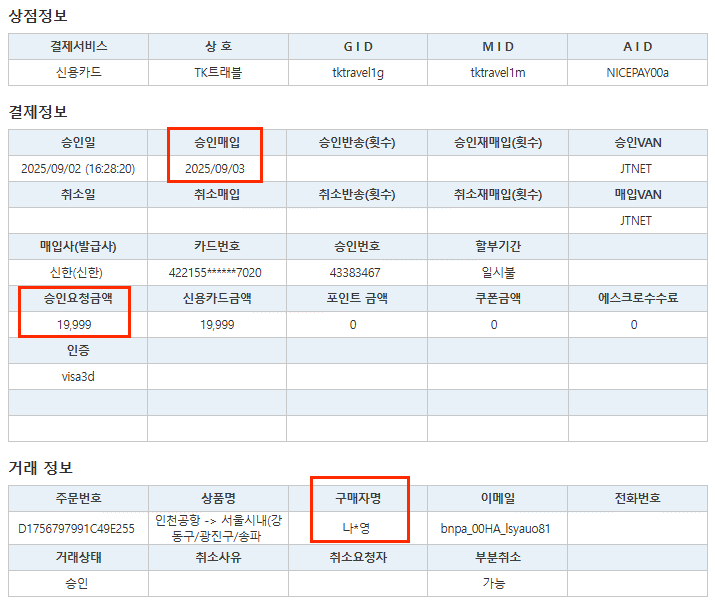 상점정보
결제서비스 상 호 G I D M I D A I D
신용카드 TK트래블 tktravel1g tktravel1m NICEPAY00a
결제정보
승인일 승인매입 승인반송(횟수) 승인재매입(횟수) 승인VAN
2025/09/02 (16:28:20) 2025/09/03 JTNET
취소일 취소매입 취소반송(횟수) 취소재매입(횟수) 매입VAN
JTNET
매입사(발급사) 카드번호 승인번호 할부기간
신한(신한) 422155******7020 43383467 일시불
승인요청금액 신용카드금액 포인트 금액 쿠폰금액 에스크로수수료
19,999 19,999 0 0 0
인증
visa3d
거래 정보
주문번호 상품명 구매자명 이메일 전화번호
D1756797991C49E255 인천공항 -> 서울시내(강 나*영 bnpa_00HA_lsyauo81
동구/광진구/송파
거래상태 취소사유 취소요청자 부분취소
승인 가능